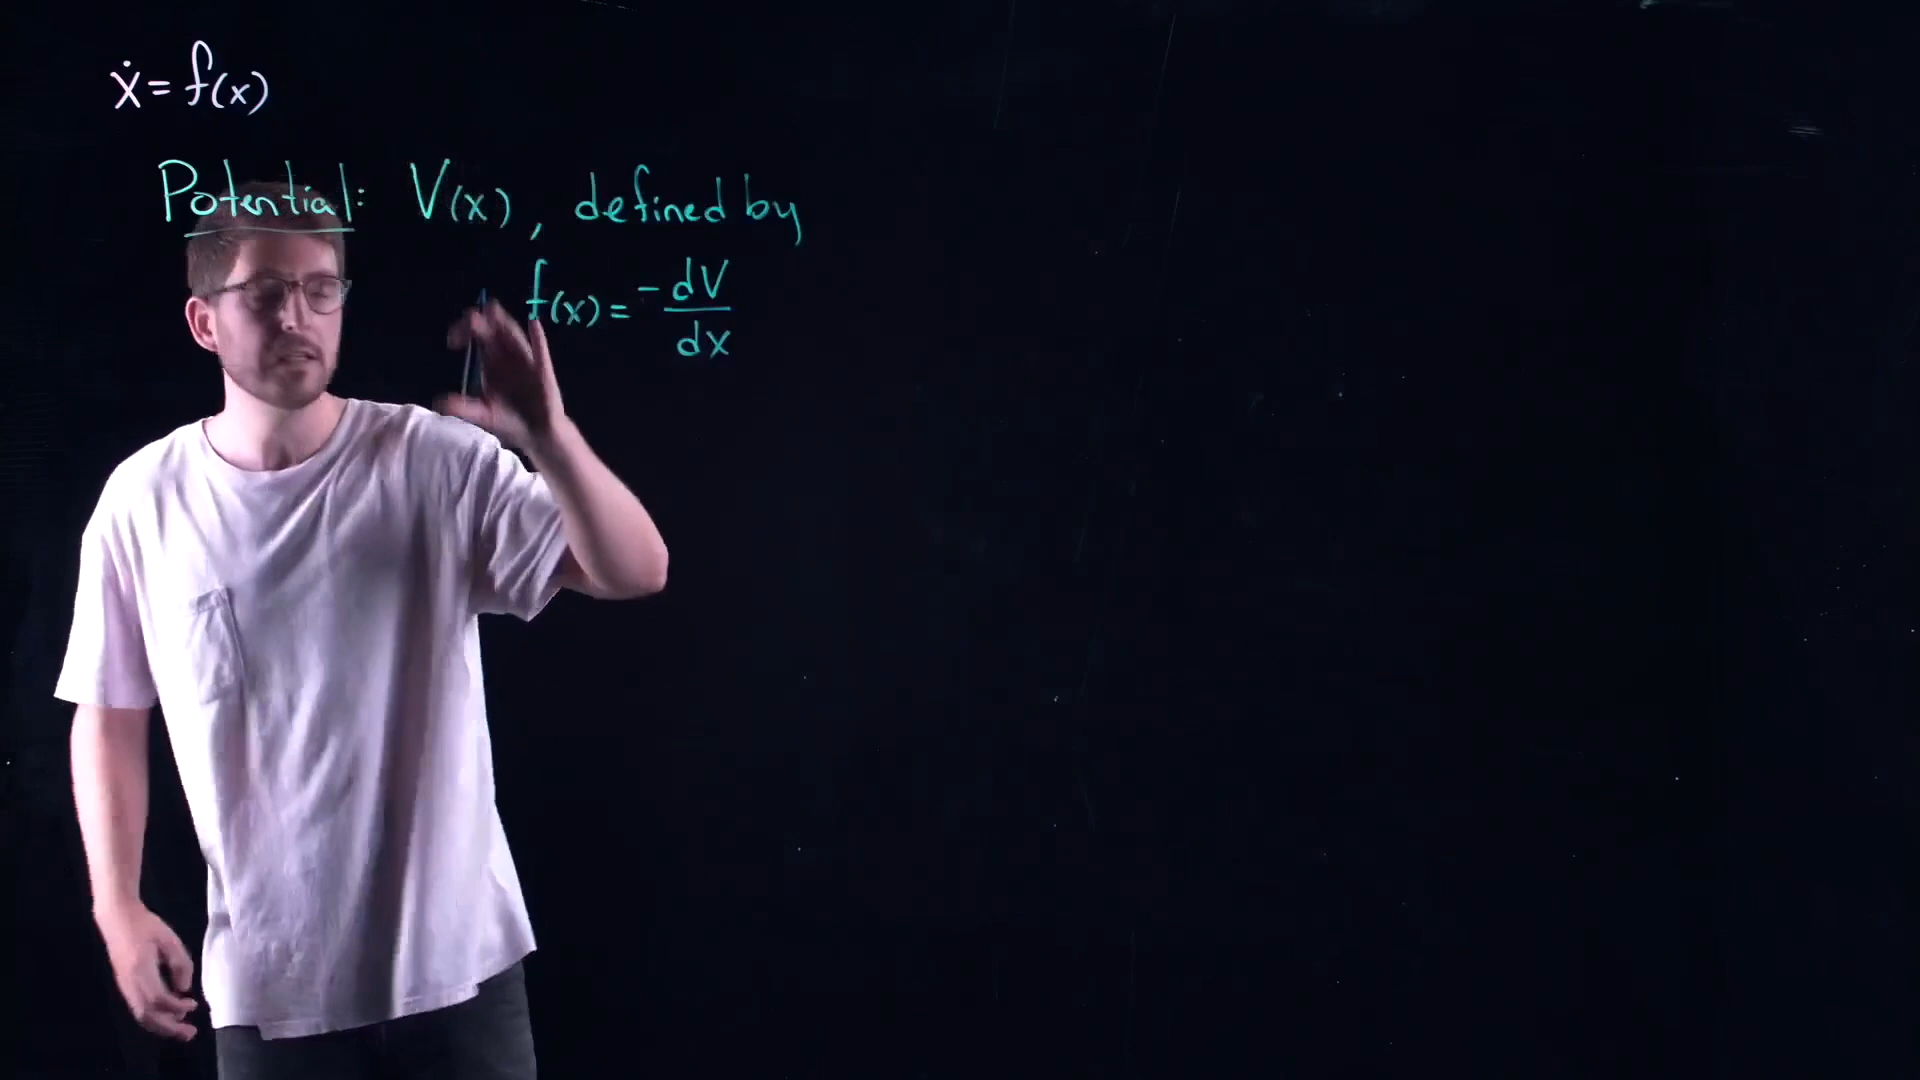 ẋ = f(x)
Potential: V(x), defined by
f(x) = -dV/dx